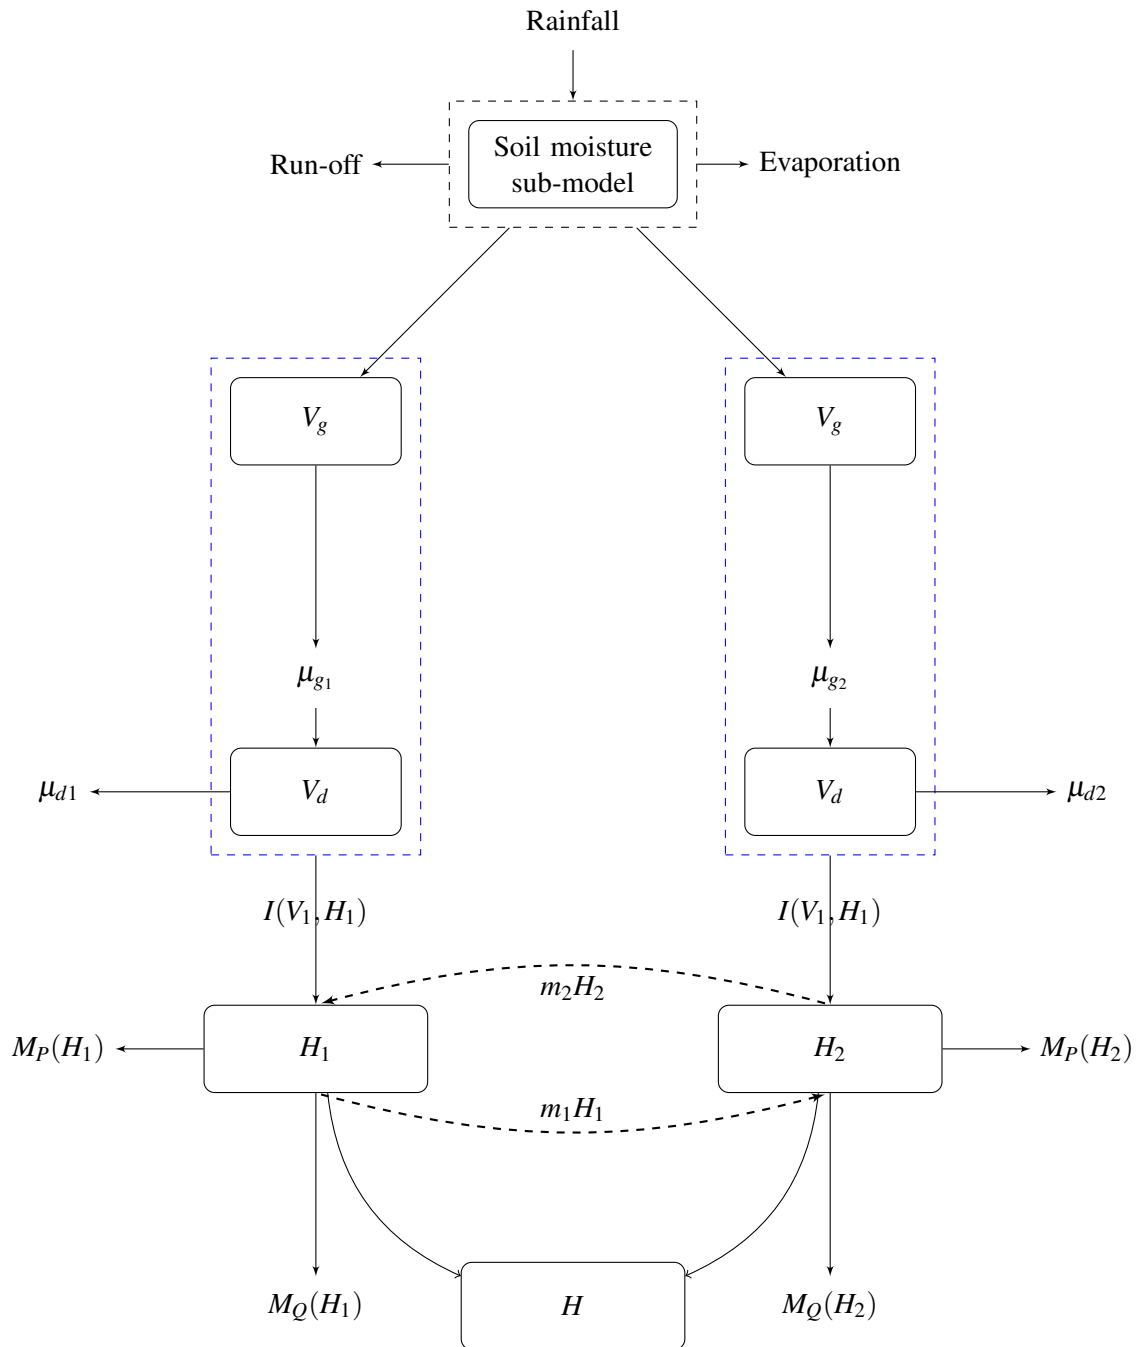 Rainfall
Run-off
Soil moisture
sub-model
Evaporation
V_g
V_g
μ_{g_1}
μ_{g_2}
μ_{d1}
V_d
V_d
μ_{d2}
I(V_1, H_1)
I(V_1, H_1)
m_2H_2
M_P(H_1)
H_1
H_2
M_P(H_2)
m_1H_1
M_Q(H_1)
H
M_Q(H_2)